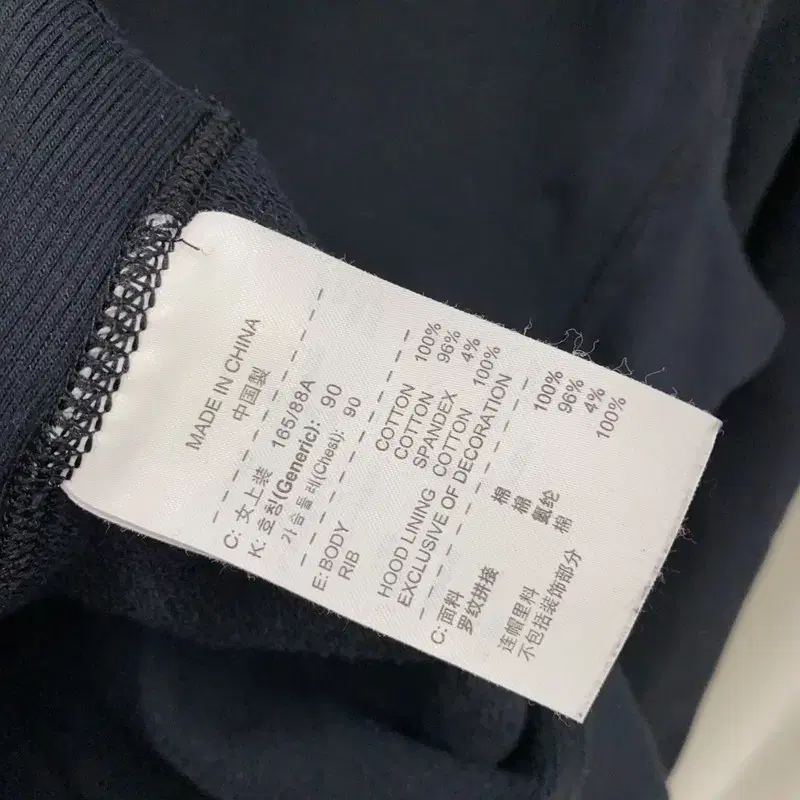 MADE IN CHINA
中国製
C: 女上装 165/88A
K: 호칭(Generic): 90
가슴둘레(Chest): 90
E: BODY COTTON 100%
RIB COTTON 96%
SPANDEX 4%
HOOD LINING COTTON 100%
EXCLUSIVE OF DECORATION
C: 面料 棉 100%
罗纹拼接 棉 96%
氨纶 4%
连帽里料 棉 100%
不包括装饰部分